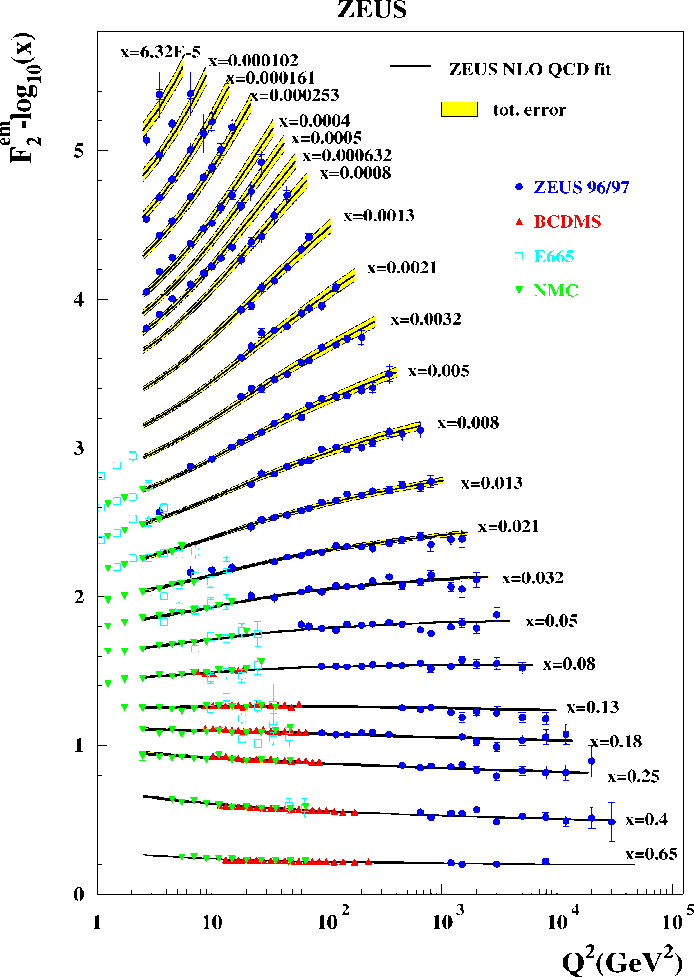 ZEUS
F₂ᵉᵐ-log₁₀(x)
x=6.32E-5
x=0.000102
x=0.000161
x=0.000253
x=0.0004
x=0.0005
x=0.000632
x=0.0008
x=0.0013
x=0.0021
x=0.0032
x=0.005
x=0.008
x=0.013
x=0.021
x=0.032
x=0.05
x=0.08
x=0.13
x=0.18
x=0.25
x=0.4
x=0.65
ZEUS NLO QCD fit
tot. error
ZEUS 96/97
BCDMS
E665
NMC
5
4
3
2
1
0
1 10 10² 10³ 10⁴ 10⁵
Q²(GeV²)